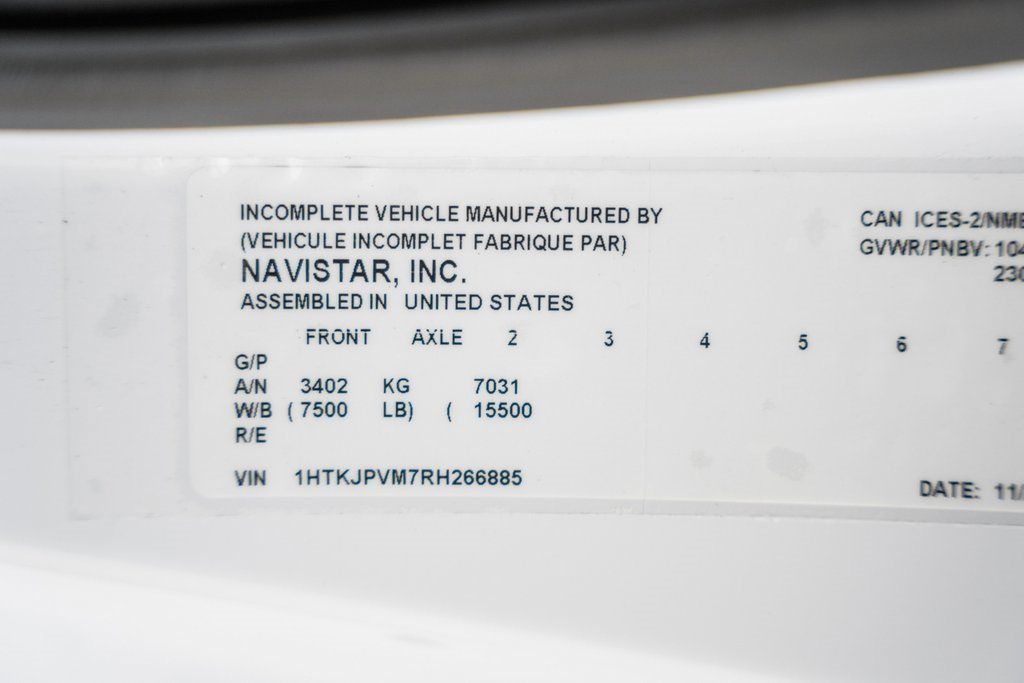 INCOMPLETE VEHICLE MANUFACTURED BY
(VEHICULE INCOMPLET FABRIQUE PAR)
NAVISTAR, INC.
ASSEMBLED IN UNITED STATES
CAN ICES-2/NMB
GVWR/PNBV: 104
230
FRONT AXLE 2 3 4 5 6 7
G/P
A/N 3402 KG 7031
W/B ( 7500 LB) ( 15500
R/E
VIN 1HTKJPVM7RH266885
DATE: 11/